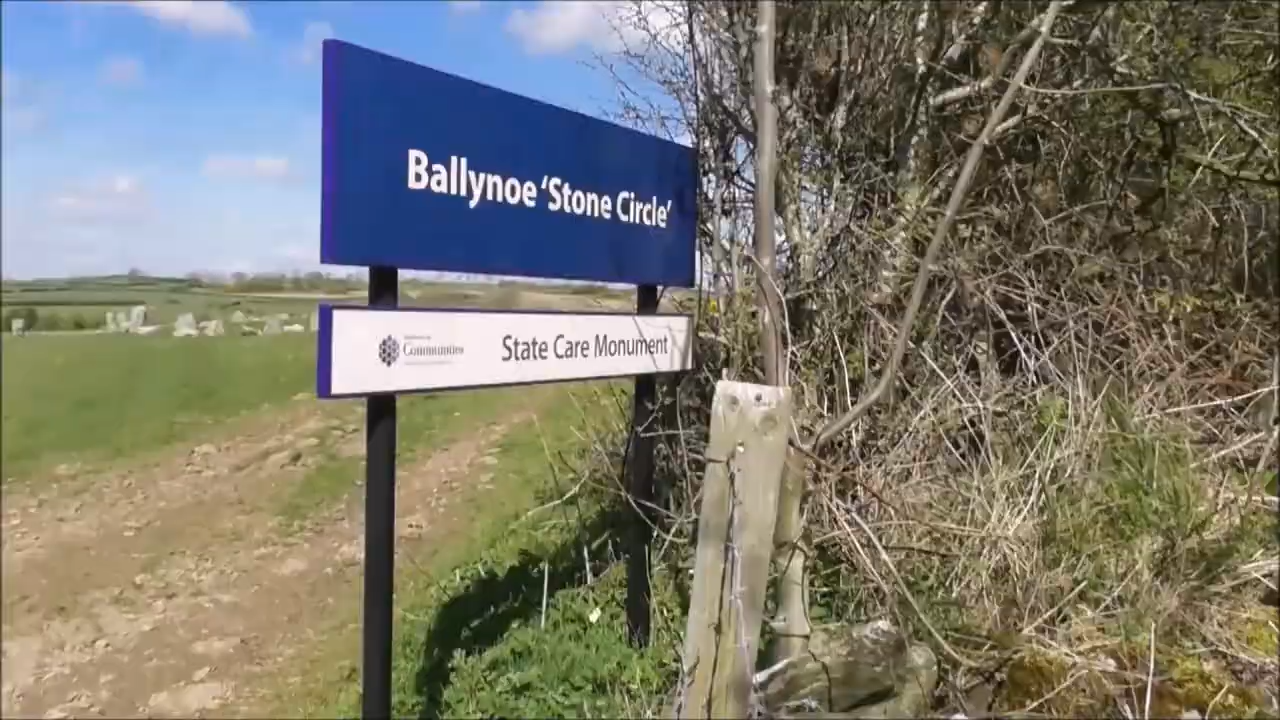 Ballynoe ‘Stone Circle’
Communities
State Care Monument